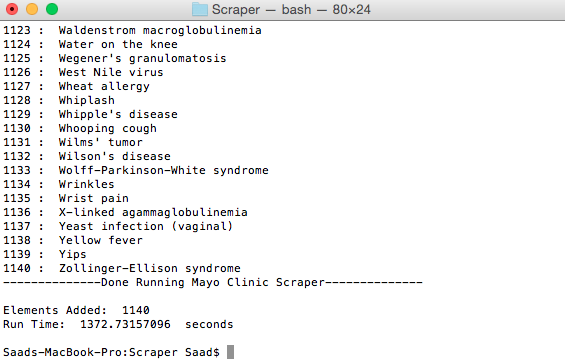 Scraper — bash — 80×24
1123 :  Waldenstrom macroglobulinemia
1124 :  Water on the knee
1125 :  Wegener's granulomatosis
1126 :  West Nile virus
1127 :  Wheat allergy
1128 :  Whiplash
1129 :  Whipple's disease
1130 :  Whooping cough
1131 :  Wilms' tumor
1132 :  Wilson's disease
1133 :  Wolff-Parkinson-White syndrome
1134 :  Wrinkles
1135 :  Wrist pain
1136 :  X-linked agammaglobulinemia
1137 :  Yeast infection (vaginal)
1138 :  Yellow fever
1139 :  Yips
1140 :  Zollinger-Ellison syndrome
--------------Done Running Mayo Clinic Scraper--------------
Elements Added:  1140
Run Time:  1372.73157096  seconds
Saads-MacBook-Pro:Scraper Saad$